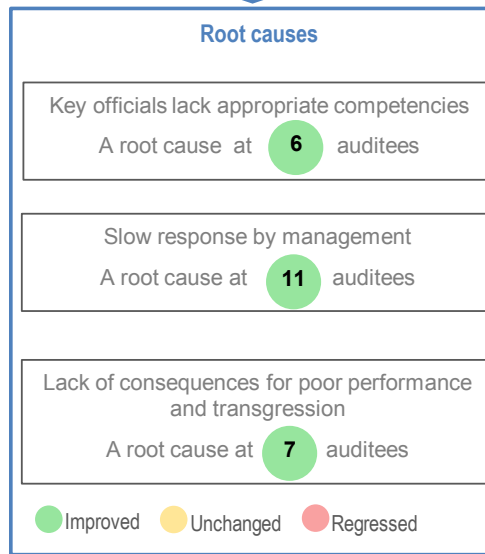 Root causes
Key officials lack appropriate competencies
A root cause at 6 auditees
Slow response by management
A root cause at 11 auditees
Lack of consequences for poor performance
and transgression
A root cause at 7 auditees
Improved Unchanged Regressed